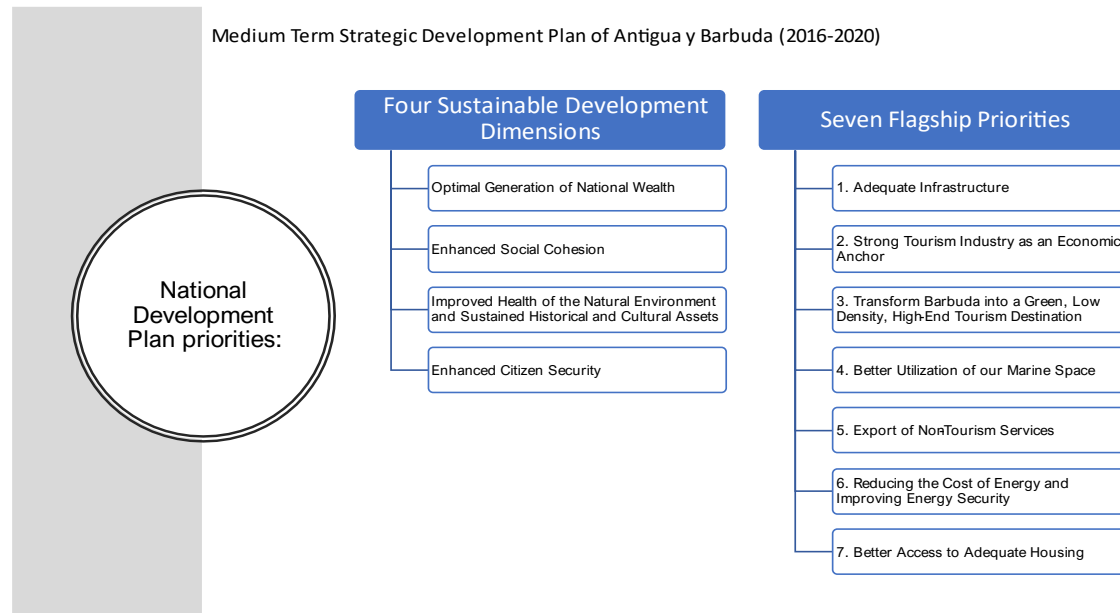 Medium Term Strategic Development Plan of Antigua y Barbuda (2016-2020)
National
Development
Plan priorities:
Four Sustainable Development
Dimensions
Optimal Generation of National Wealth
Enhanced Social Cohesion
Improved Health of the Natural Environment
and Sustained Historical and Cultural Assets
Enhanced Citizen Security
Seven Flagship Priorities
1. Adequate Infrastructure
2. Strong Tourism Industry as an Economic
Anchor
3. Transform Barbuda into a Green, Low
Density, High-End Tourism Destination
4. Better Utilization of our Marine Space
5. Export of Non-Tourism Services
6. Reducing the Cost of Energy and
Improving Energy Security
7. Better Access to Adequate Housing